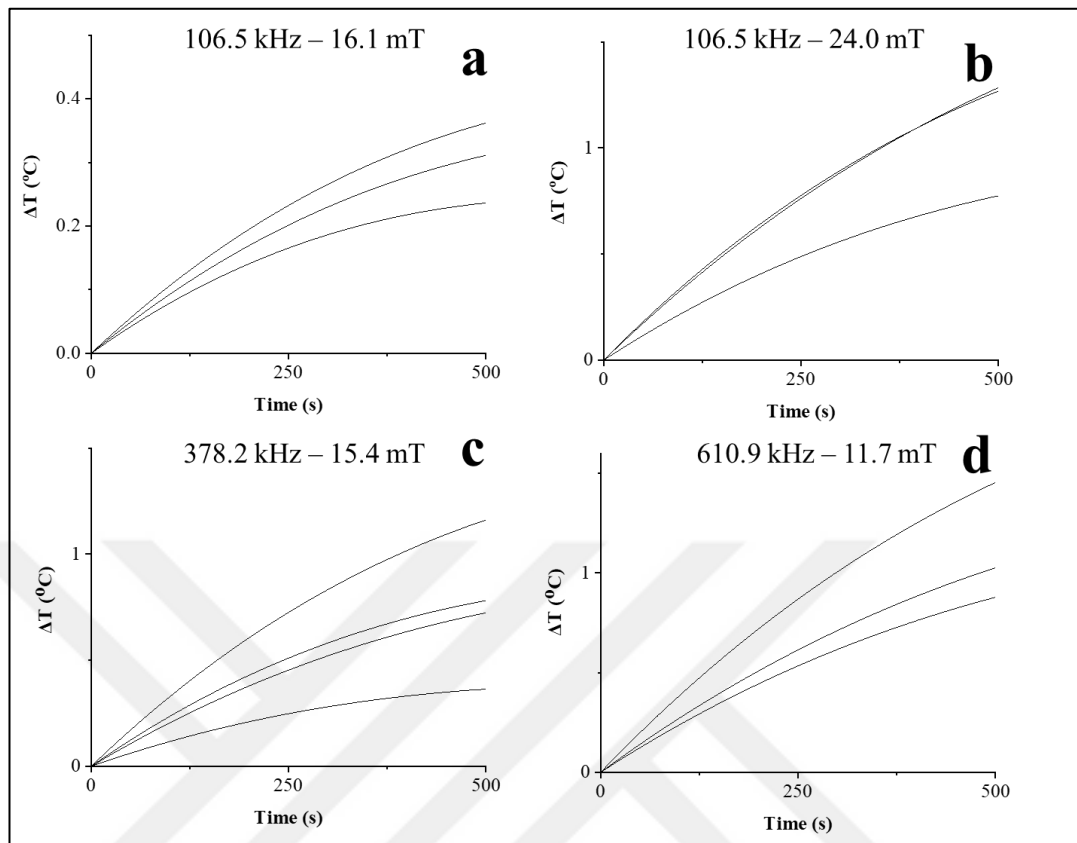 106.5 kHz – 16.1 mT
a
0.4
0.2
0.0
ΔT (ºC)
0
250
500
Time (s)
106.5 kHz – 24.0 mT
b
1
0
ΔT (ºC)
0
250
500
Time (s)
378.2 kHz – 15.4 mT
c
1
0
ΔT (ºC)
0
250
500
Time (s)
610.9 kHz – 11.7 mT
d
1
0
ΔT (ºC)
0
250
500
Time (s)